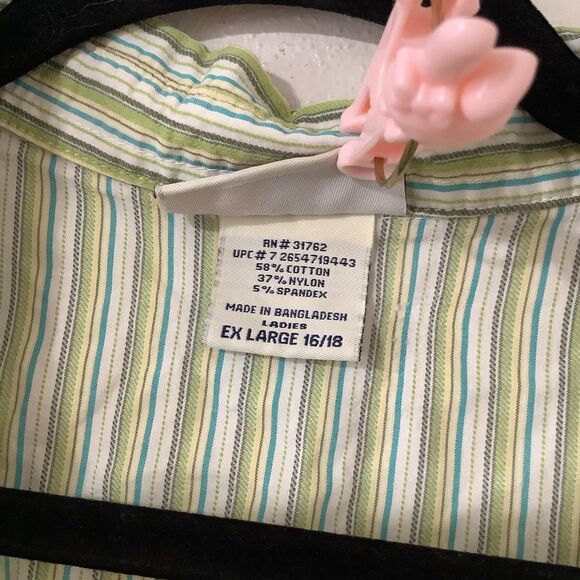 RN # 31762
UPC # 7 2654719443
58% COTTON
37% NYLON
5% SPANDEX
MADE IN BANGLADESH
LADIES
EX LARGE 16/18